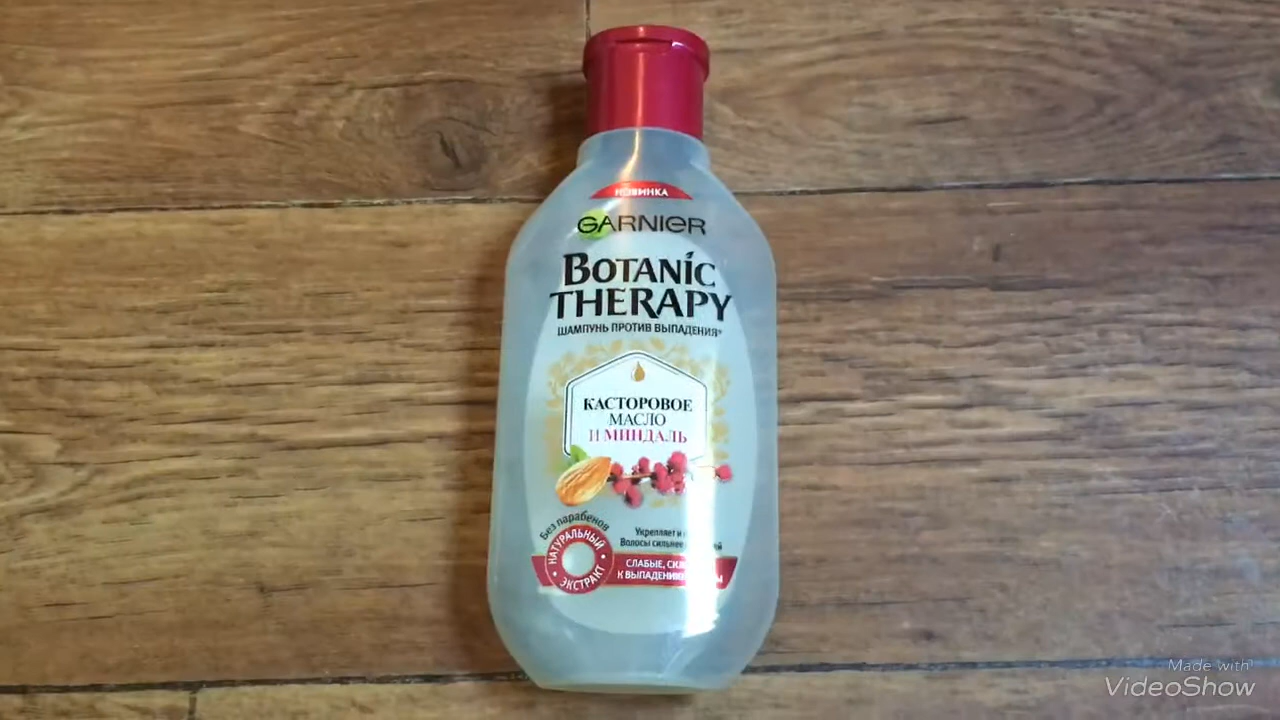 НОВИНКА
GARNIER
BOTANIC
THERAPY
ШАМПУНЬ ПРОТИВ ВЫПАДЕНИЯ*
КАСТОРОВОЕ
МАСЛО
И МИНДАЛЬ
Без парабенов
НАТУРАЛЬНЫЙ
• ЭКСТРАКТ •
Укрепляет и
Волосы сильнее
СЛАБЫЕ,
К ВЫПАДЕНИЮ
Made with
VideoShow